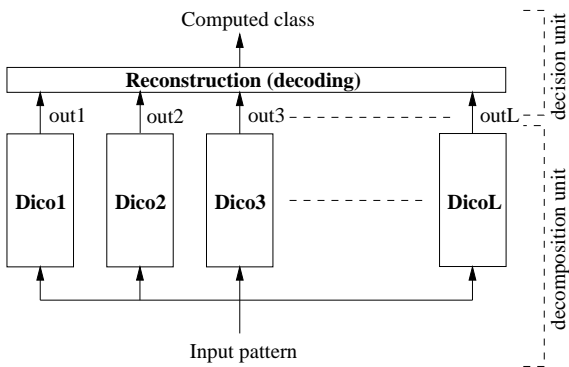 Computed class
Reconstruction (decoding)
out1 out2 out3 outL
Dico1 Dico2 Dico3 DicoL
Input pattern
decision unit
decomposition unit